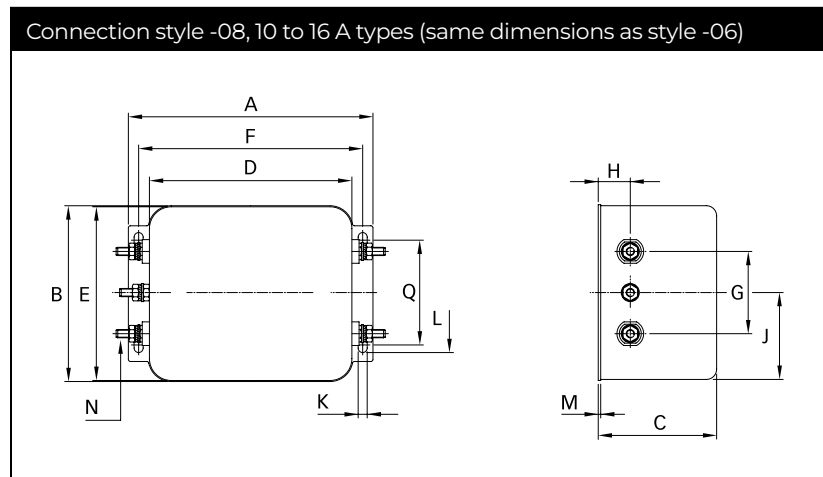 Connection style -08, 10 to 16 A types (same dimensions as style -06)
A
F
D
H
B
E
Q
G
L
J
K
N
M
C